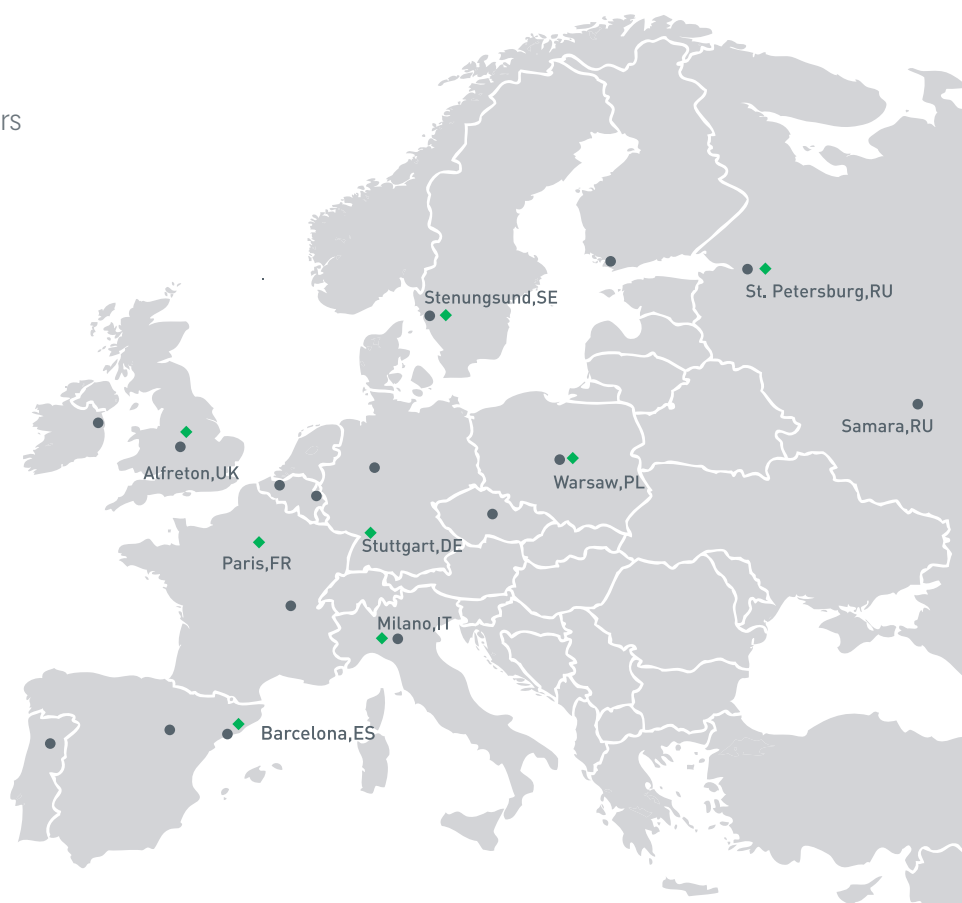 rs
Stenungsund,SE
St. Petersburg,RU
Samara,RU
Alfreton,UK
Warsaw,PL
Stuttgart,DE
Paris,FR
Milano,IT
Barcelona,ES